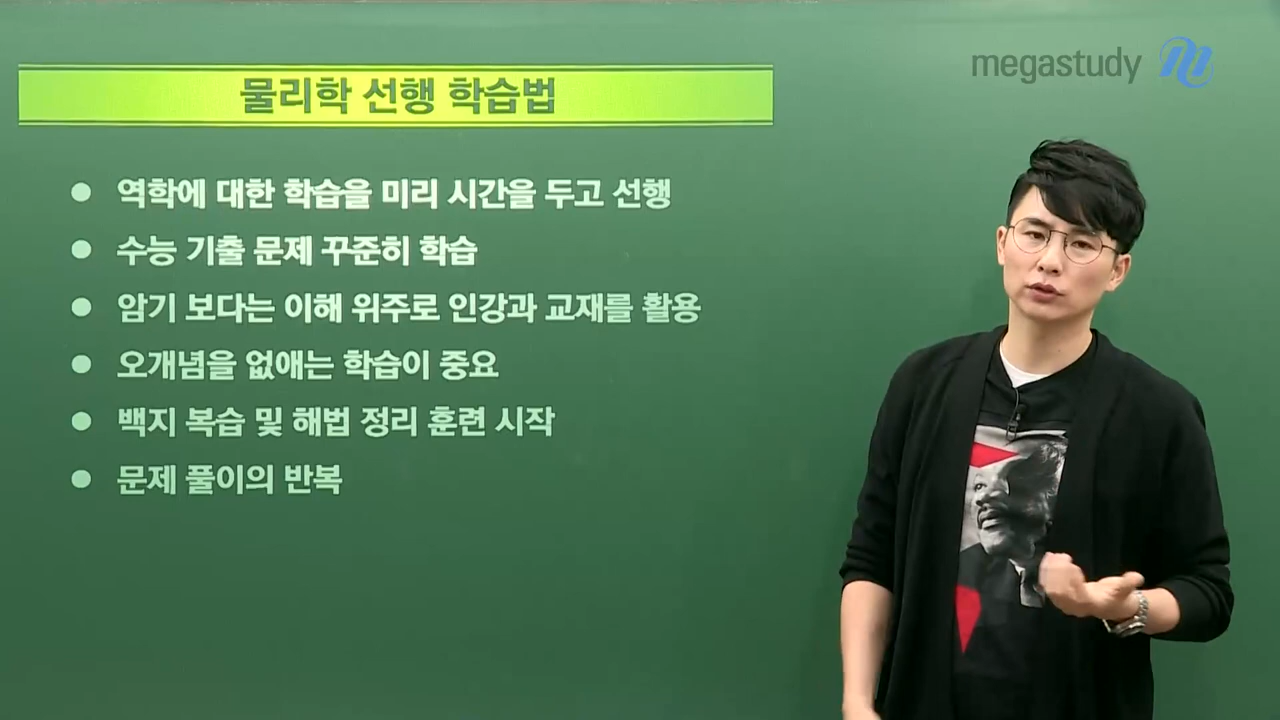 megastudy
물리학 선행 학습법
● 역학에 대한 학습을 미리 시간을 두고 선행
● 수능 기출 문제 꾸준히 학습
● 암기 보다는 이해 위주로 인강과 교재를 활용
● 오개념을 없애는 학습이 중요
● 백지 복습 및 해법 정리 훈련 시작
● 문제 풀이의 반복